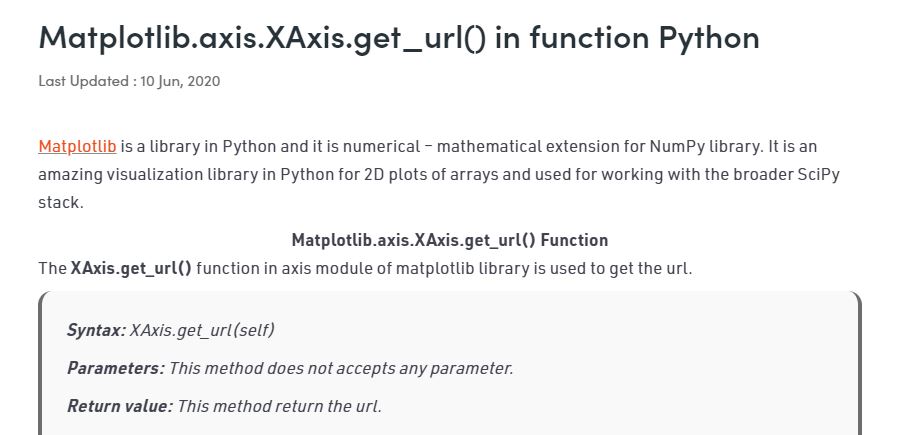 Matplotlib.axis.XAxis.get_url() in function Python
Last Updated : 10 Jun, 2020
Matplotlib is a library in Python and it is numerical – mathematical extension for NumPy library. It is an
amazing visualization library in Python for 2D plots of arrays and used for working with the broader SciPy
stack.
Matplotlib.axis.XAxis.get_url() Function
The XAxis.get_url() function in axis module of matplotlib library is used to get the url.
Syntax: XAxis.get_url(self)
Parameters: This method does not accepts any parameter.
Return value: This method return the url.